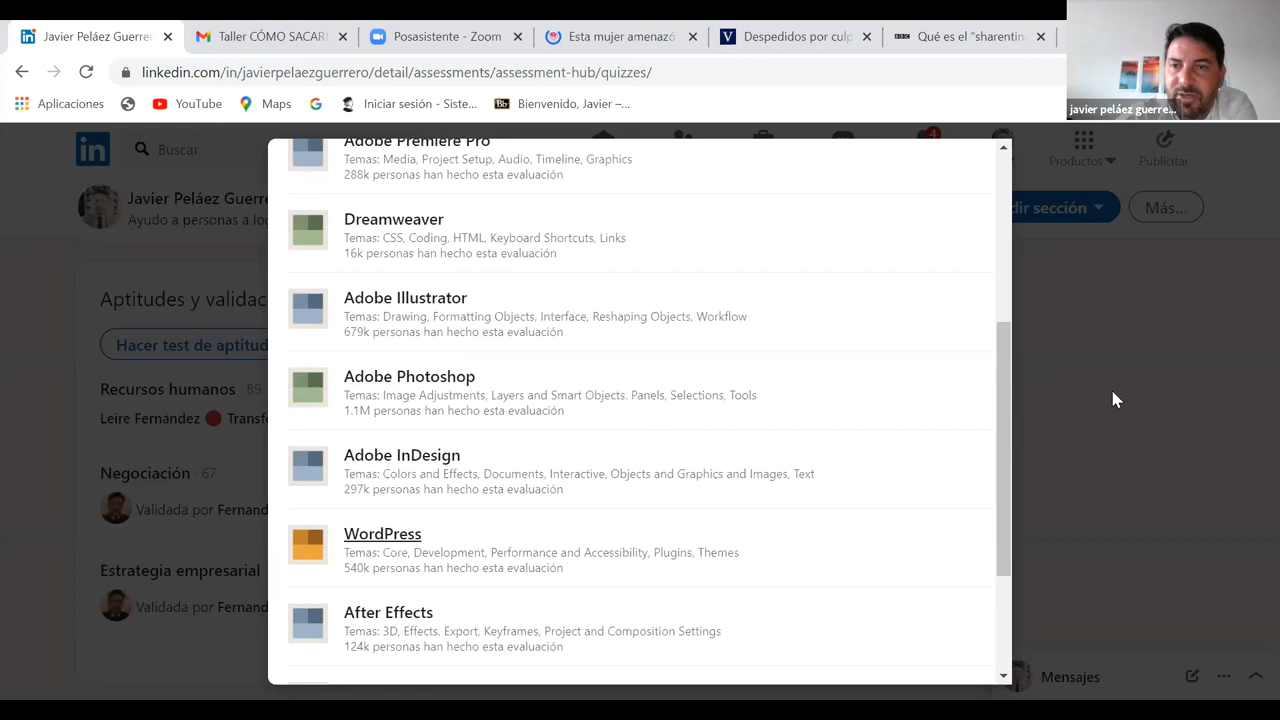 Javier Peláez Guerre
Taller CÓMO SACAR
Posasistente - Zoom
Esta mujer amenazó
Despedidos por culp
BBC
Qué es el "sharentin
linkedin.com/in/javierpelaezguerrero/detail/assessments/assessment-hub/quizzes/
Aplicaciones
YouTube
Maps
Iniciar sesión - Siste...
Bb
Bienvenido, Javier –...
javier peláez guerre...
in
Buscar
4
Productos
Publicitar
Javier Peláez Guerre
Ayudo a personas a lo
dir sección
Más...
Aptitudes y validac
Hacer test de aptitud
Recursos humanos 89
Leire Fernández
Transf
Negociación · 67
Validada por Fernand
Estrategia empresarial
Validada por Fernand
Adobe Premiere Pro
Temas: Media, Project Setup, Audio, Timeline, Graphics
288k personas han hecho esta evaluación
Dreamweaver
Temas: CSS, Coding, HTML, Keyboard Shortcuts, Links
16k personas han hecho esta evaluación
Adobe Illustrator
Temas: Drawing, Formatting Objects, Interface, Reshaping Objects, Workflow
679k personas han hecho esta evaluación
Adobe Photoshop
Temas: Image Adjustments, Layers and Smart Objects, Panels, Selections, Tools
1.1M personas han hecho esta evaluación
Adobe InDesign
Temas: Colors and Effects, Documents, Interactive, Objects and Graphics and Images, Text
297k personas han hecho esta evaluación
WordPress
Temas: Core, Development, Performance and Accessibility, Plugins, Themes
540k personas han hecho esta evaluación
After Effects
Temas: 3D, Effects, Export, Keyframes, Project and Composition Settings
124k personas han hecho esta evaluación
Mensajes